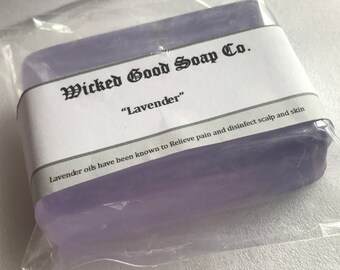 Wicked Good Soap Co.
"Lavender"
Lavender oils have been known to Relieve pain and disinfect scalp and skin